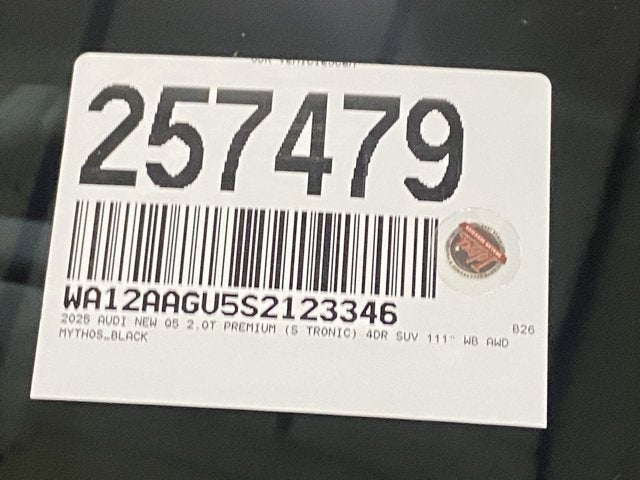 257479
WA12AAGU5S2123346
2025 AUDI NEW Q5 2.0T PREMIUM (S TRONIC) 4DR SUV 111" WB AWD B26
MYTHOS_BLACK